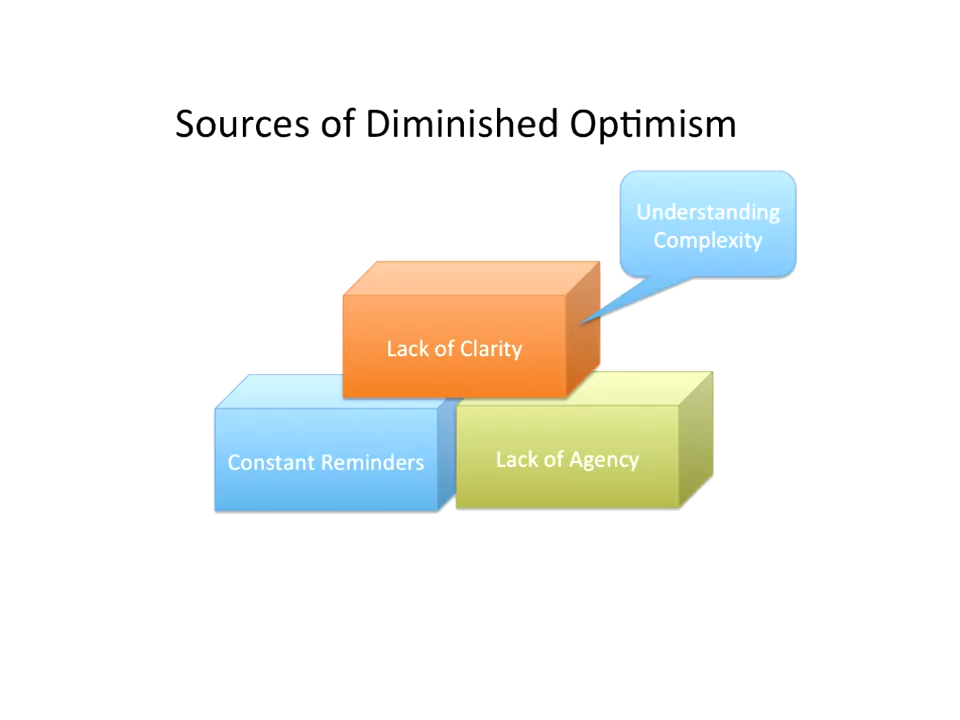 Sources of Diminished Optimism
Understanding
Complexity
Lack of Clarity
Constant Reminders
Lack of Agency